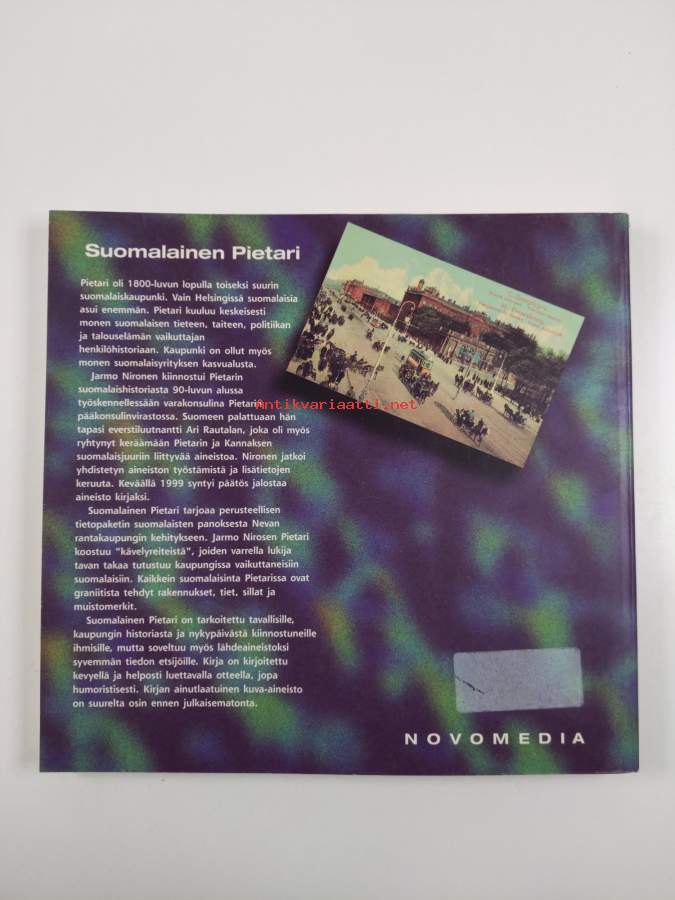 Suomalainen Pietari
Pietari oli 1800-luvun lopulla toiseksi suurin
suomalaiskaupunki. Vain Helsingissä suomalaisia
asui enemmän. Pietari kuuluu keskeisesti
monen suomalaisen tieteen, taiteen, politiikan
ja talouselämän vaikuttajan
henkilöhistoriaan. Kaupunki on ollut myös
monen suomalaisyrityksen kasvualusta.
Jarmo Nironen kiinnostui Pietarin
suomalaishistoriasta 90-luvun alussa
työskennellessään varakonsulina Pietarin
pääkonsulinvirastossa. Suomeen palattuaan hän
tapasi everstiluutnantti Ari Rautalan, joka oli myös
ryhtynyt keräämään Pietarin ja Kannaksen
suomalaisjuuriin liittyvää aineistoa. Nironen jatkoi
yhdistetyn aineiston työstämistä ja lisätietojen
keruuta. Keväällä 1999 syntyi päätös jalostaa
aineisto kirjaksi.
Suomalainen Pietari tarjoaa perusteellisen
tietopaketin suomalaisten panoksesta Nevan
rantakaupungin kehitykseen. Jarmo Nirosen Pietari
koostuu "kävelyreiteistä", joiden varrella lukija
tavan takaa tutustuu kaupungissa vaikuttaneisiin
suomalaisiin. Kaikkein suomalaisinta Pietarissa ovat
graniitista tehdyt rakennukset, tiet, sillat ja
muistomerkit.
Suomalainen Pietari on tarkoitettu tavallisille,
kaupungin historiasta ja nykypäivästä kiinnostuneille
ihmisille, mutta soveltuu myös lähdeaineistoksi
syvemmän tiedon etsijöille. Kirja on kirjoitettu
kevyellä ja helposti luettavalla otteella, jopa
humoristisesti. Kirjan ainutlaatuinen kuva-aineisto
on suurelta osin ennen julkaisematonta.
Antikvariaatti.net
NOVOMEDIA